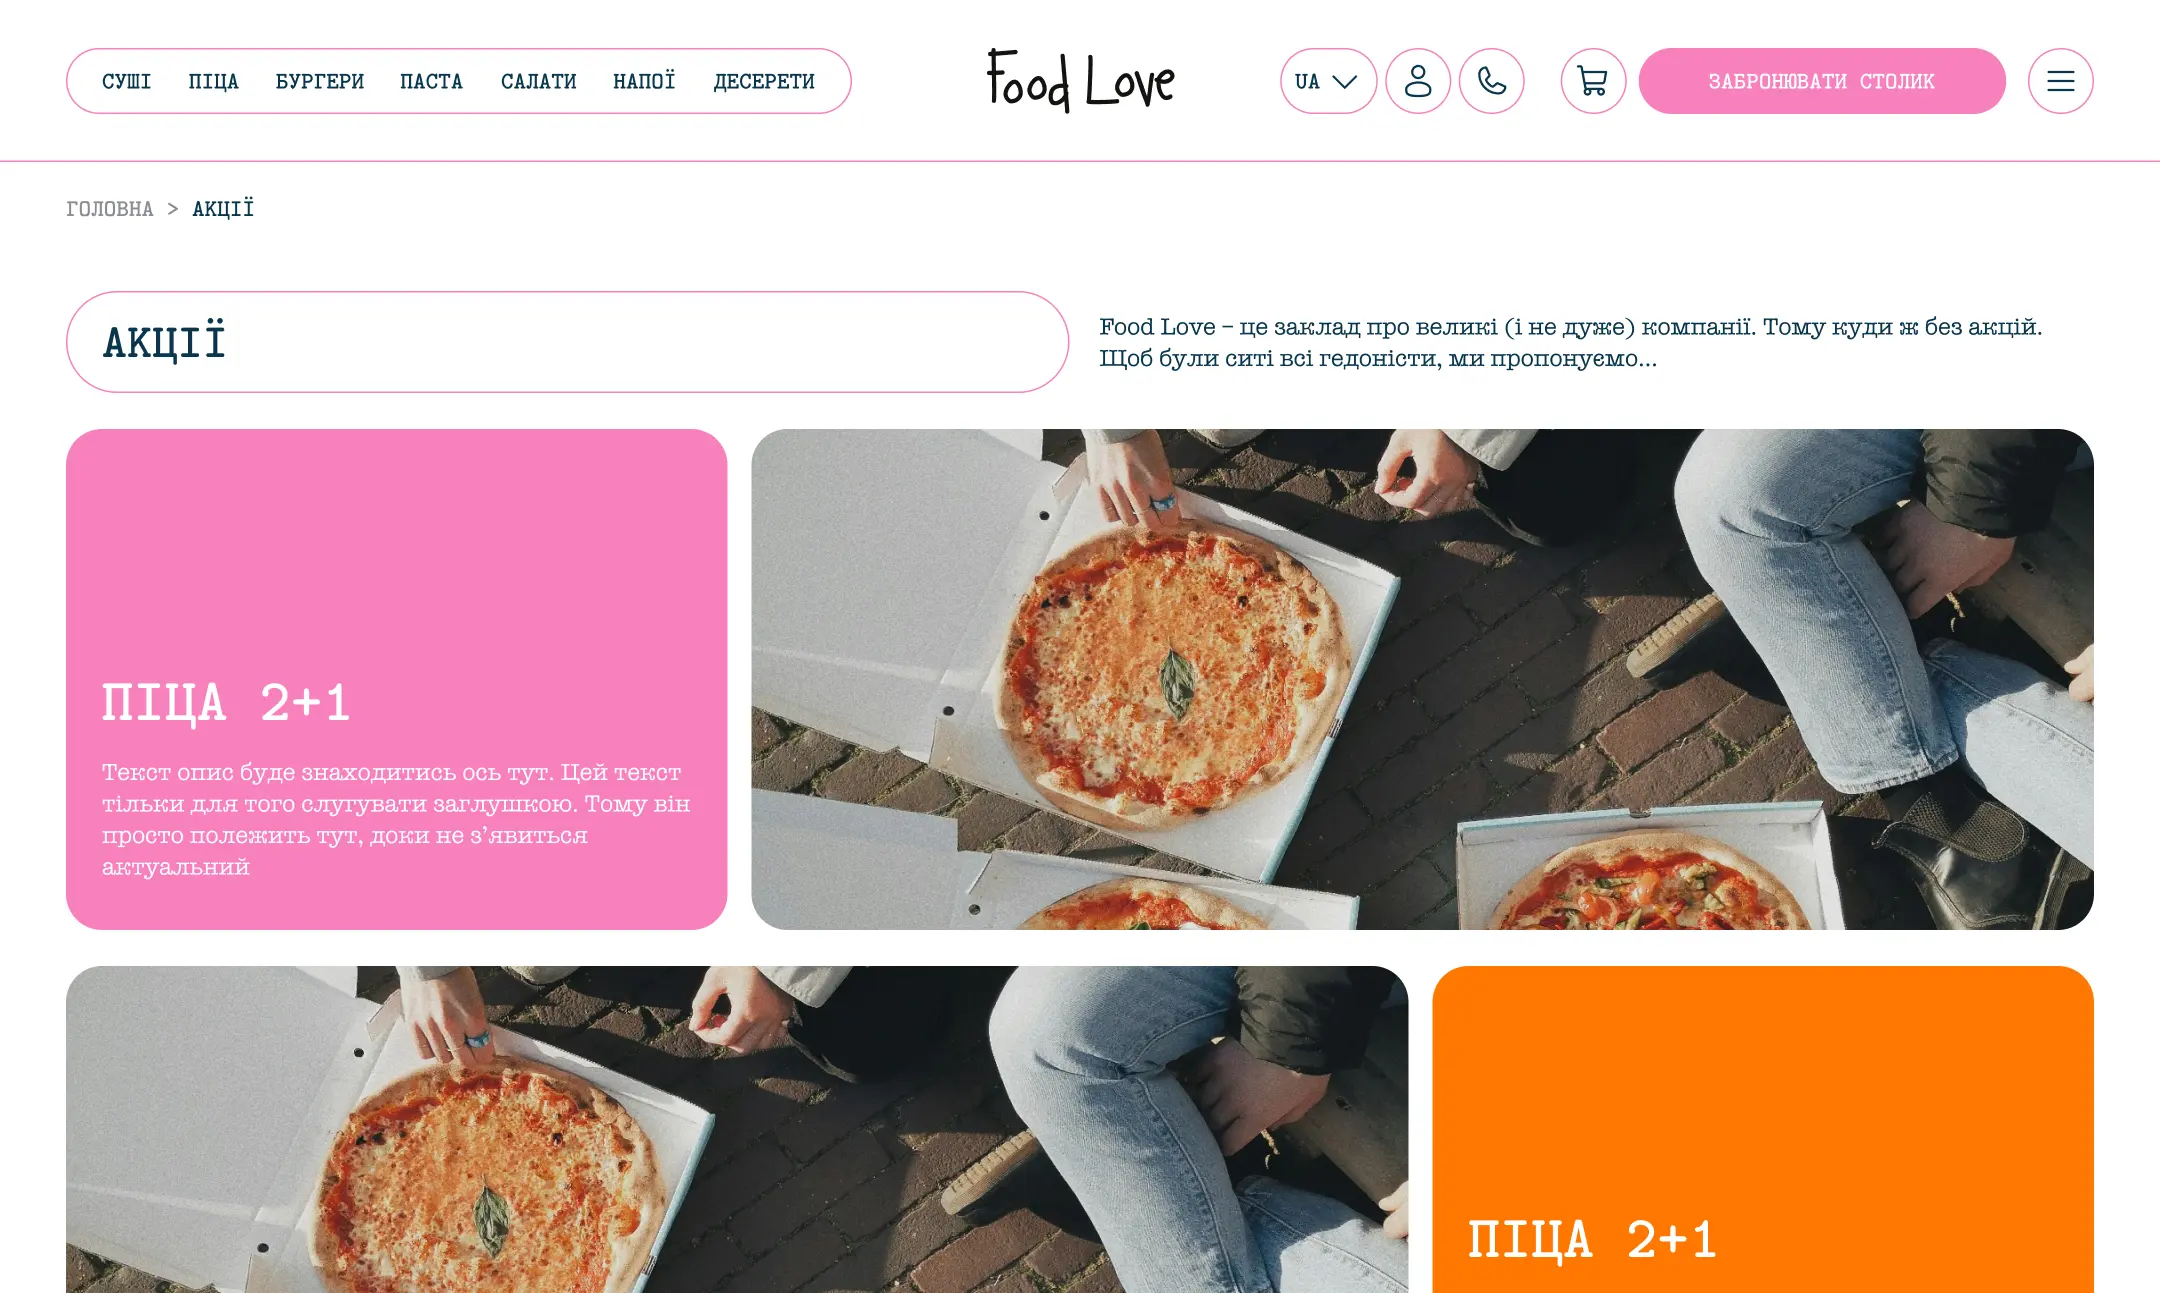 СУШІ ПІЦА БУРГЕРИ ПАСТА САЛАТИ НАПОЇ ДЕСЕРЕТИ
Food Love
UA
ЗАБРОНЮВАТИ СТОЛИК
ГОЛОВНА > АКЦІЇ
АКЦІЇ
Food Love – це заклад про великі (і не дуже) компанії. Тому куди ж без акцій.
Щоб були ситі всі гедоністи, ми пропонуємо...
ПІЦА 2+1
Текст опис буде знаходитись ось тут. Цей текст
тільки для того слугувати заглушкою. Тому він
просто полежить тут, доки не з’явиться
актуальний
ПІЦА 2+1